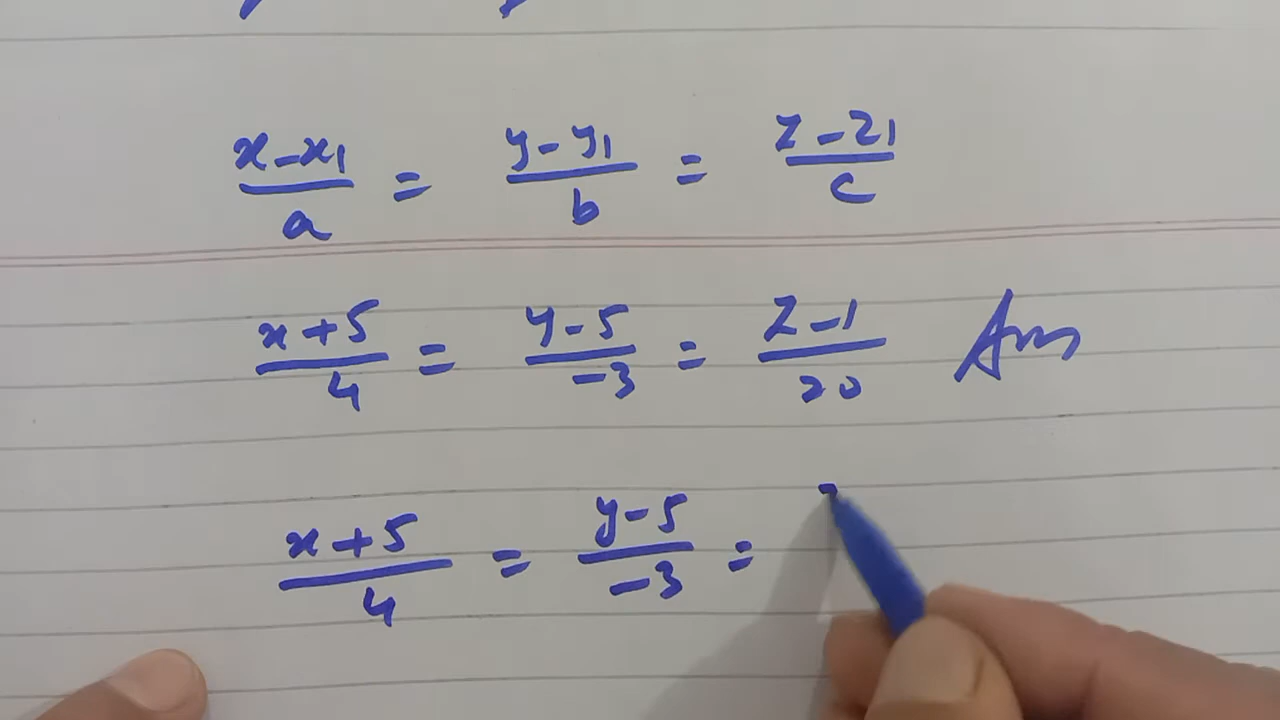 x-x1/a = y-y1/b = z-z1/c
x+5/4 = y-5/-3 = z-1/20 Ans
x+5/4 = y-5/-3 =